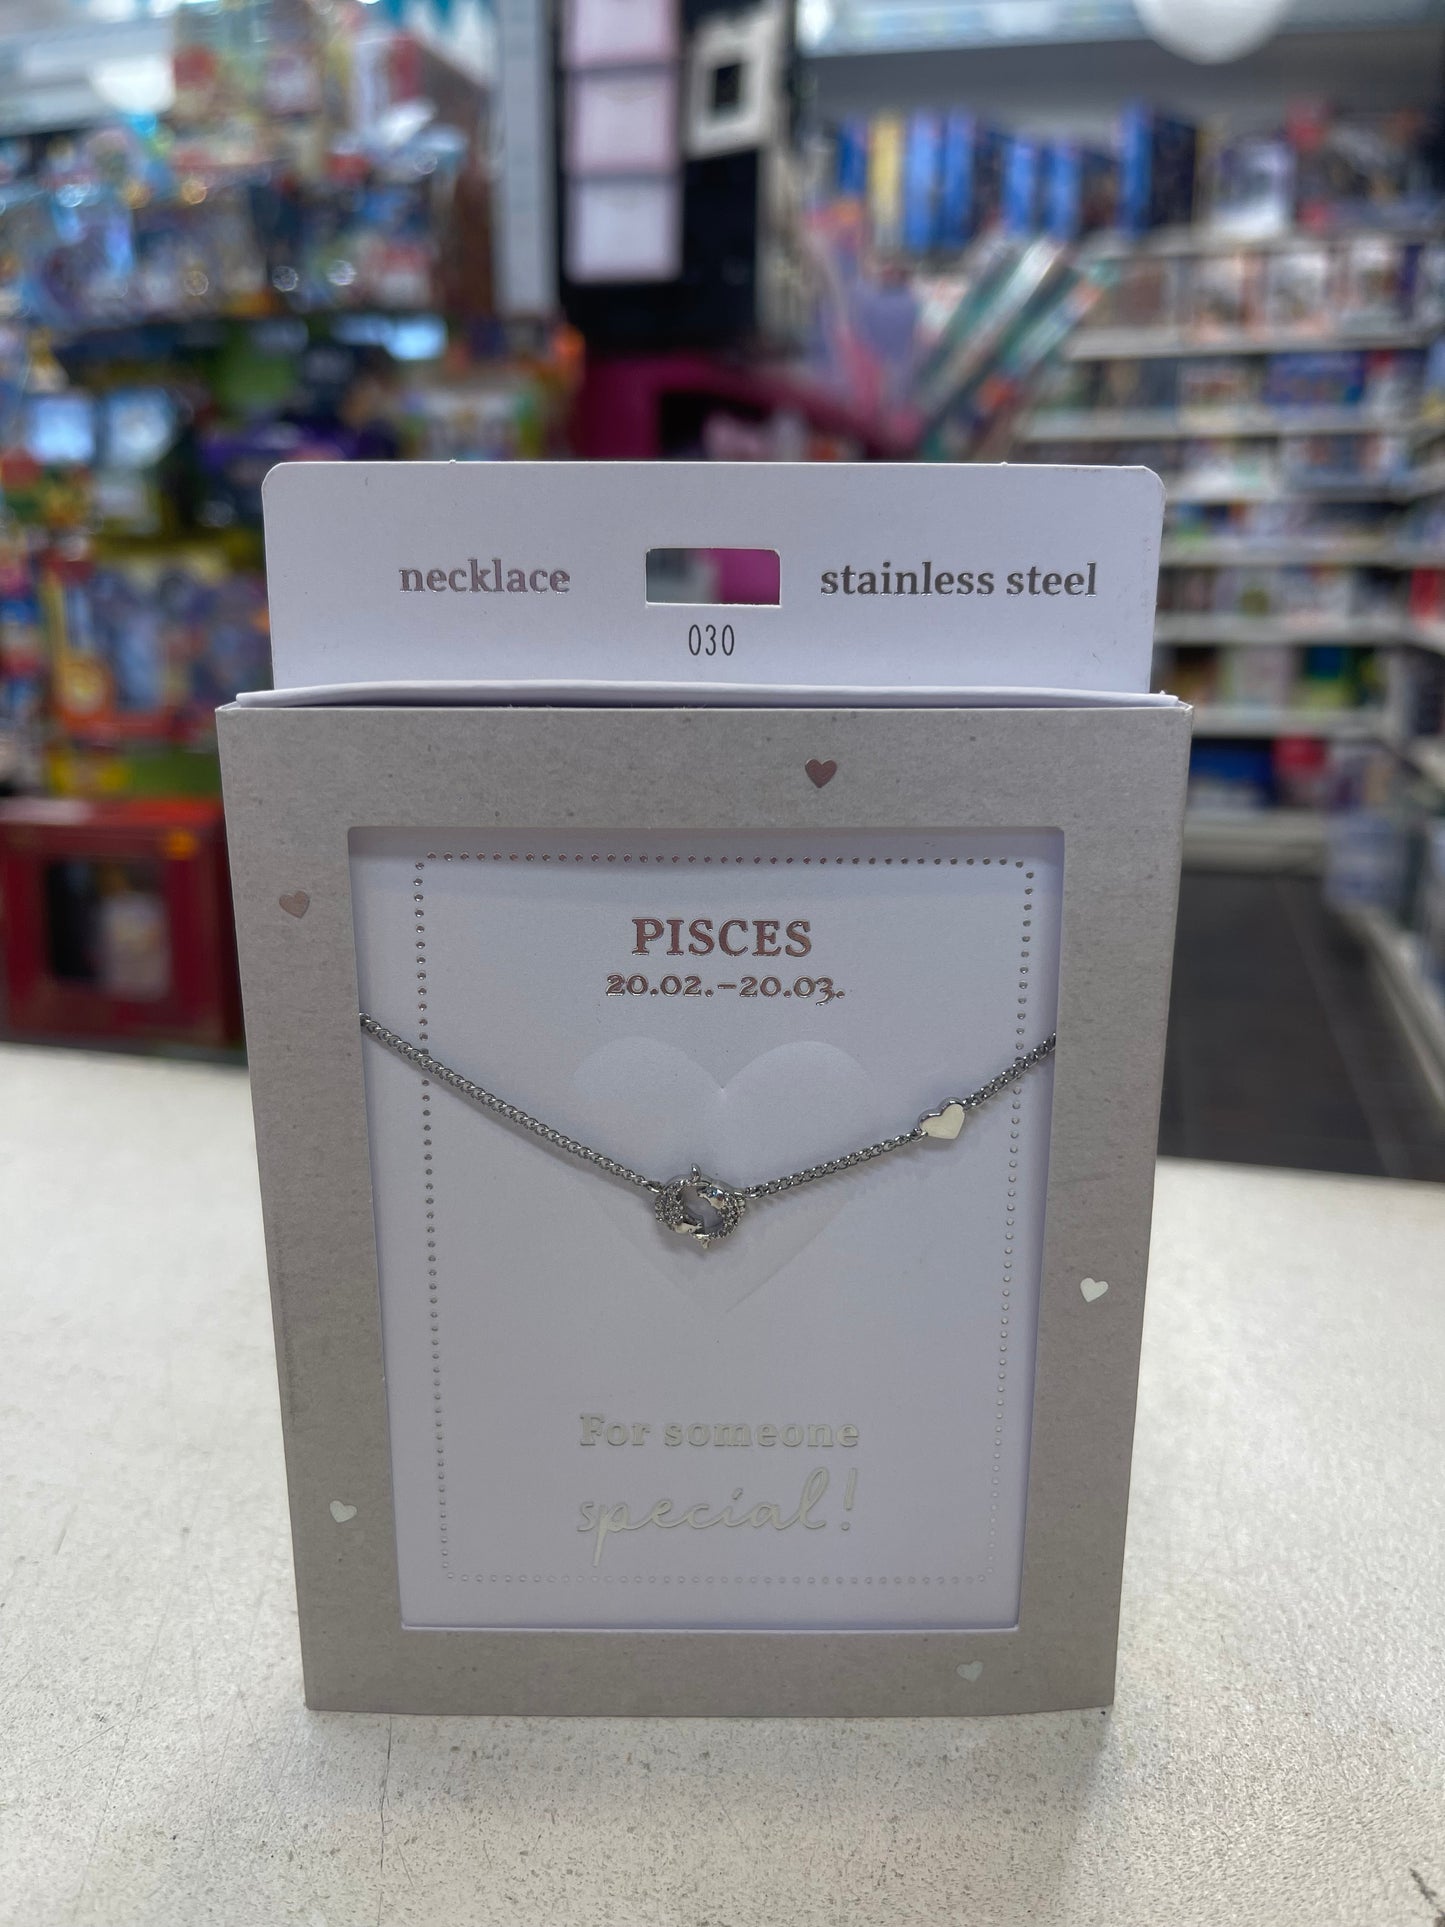 necklace
stainless steel
030
PISCES
20.02.–20.03.
For someone
special!